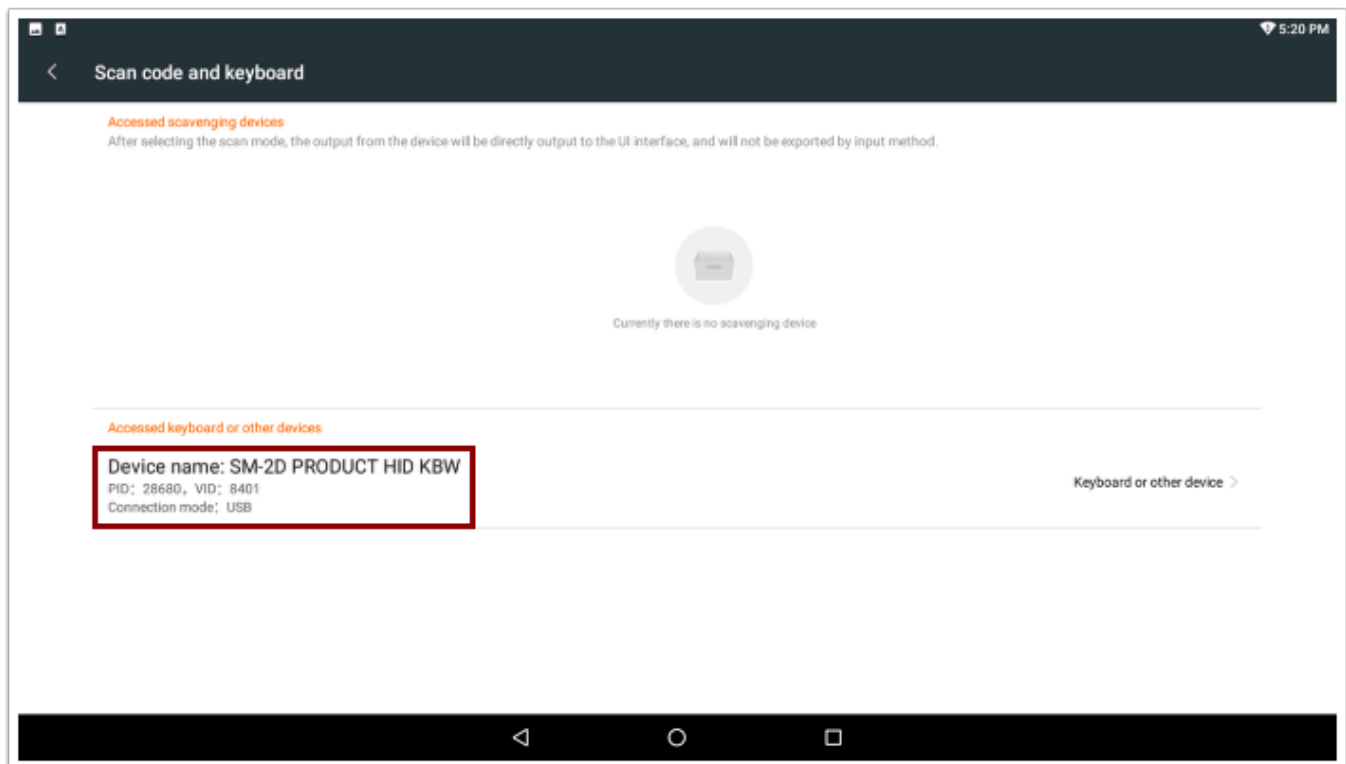 5:20 PM
Scan code and keyboard
Accessed scavenging devices
After selecting the scan mode, the output from the device will be directly output to the UI interface, and will not be exported by input method.
Currently there is no scavenging device
Accessed keyboard or other devices
Device name: SM-2D PRODUCT HID KBW
PID: 28680, VID: 8401
Connection mode: USB
Keyboard or other device